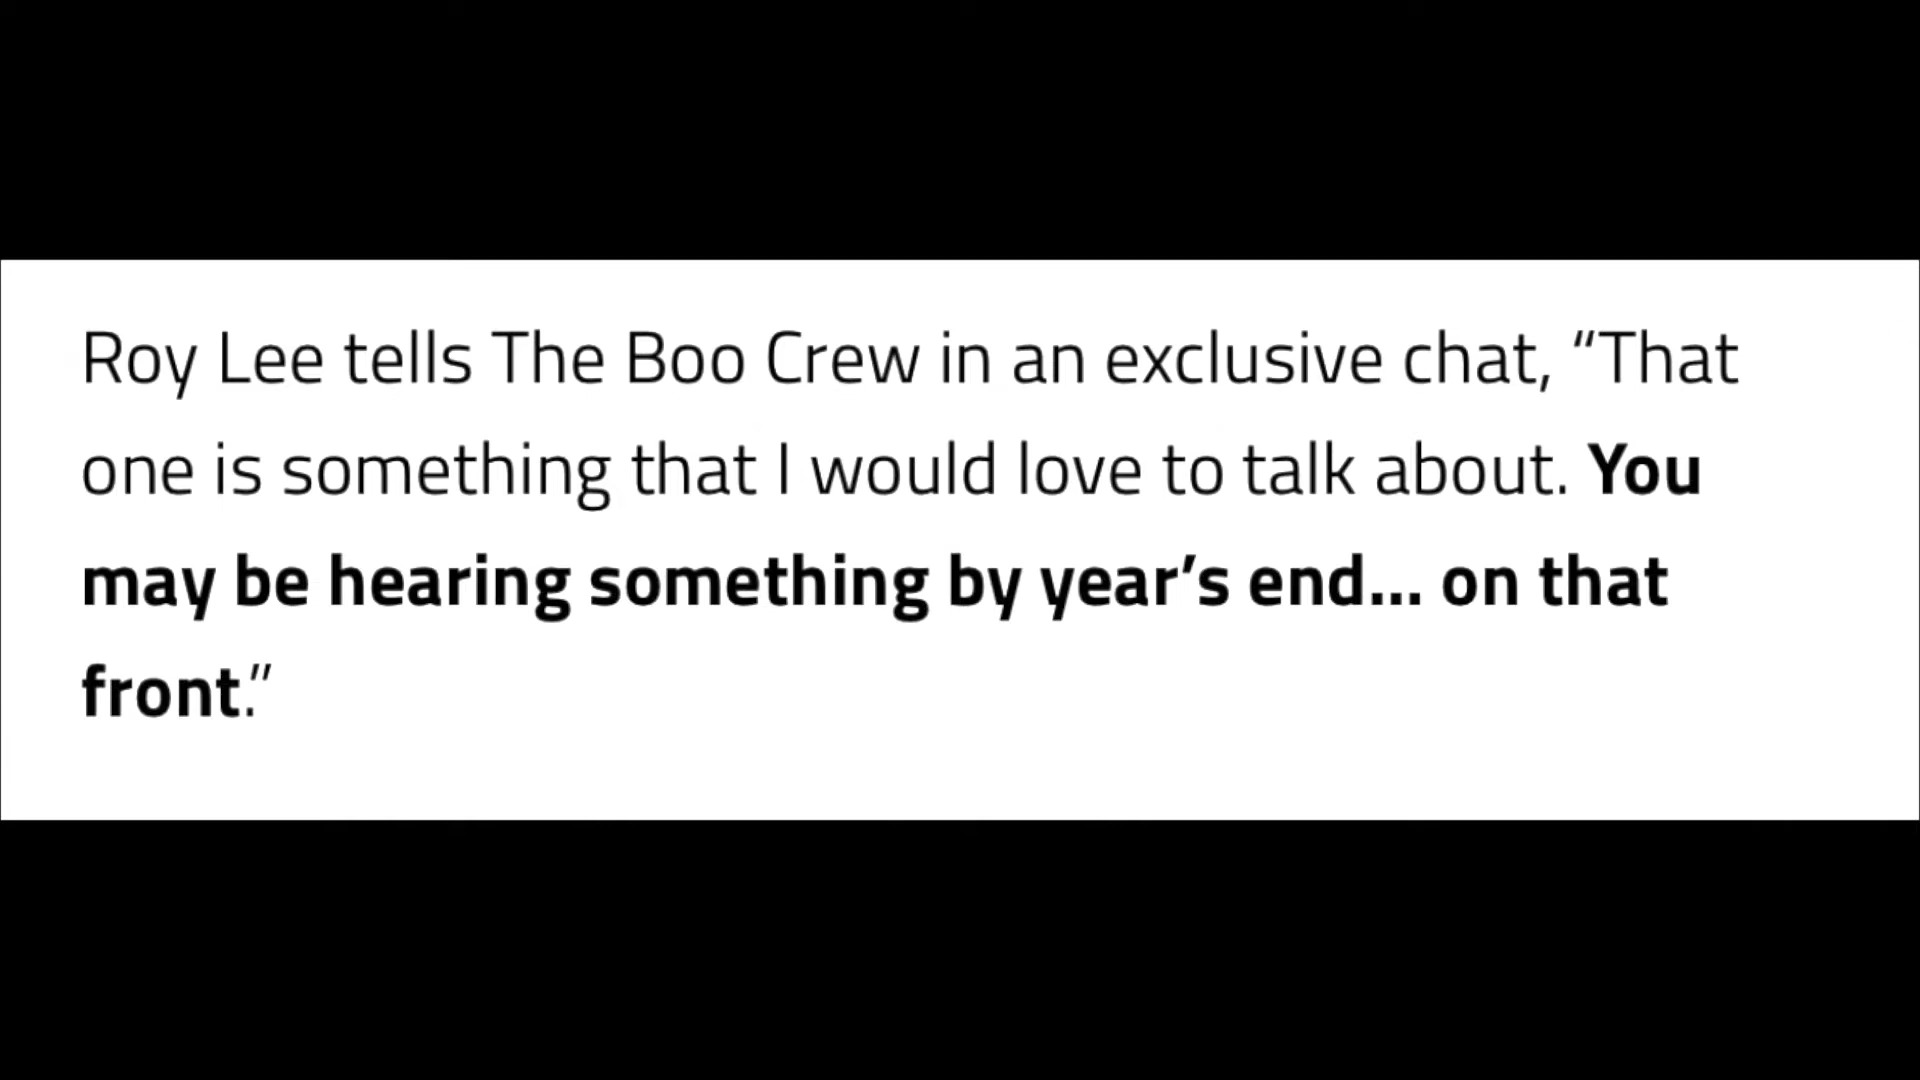 Roy Lee tells The Boo Crew in an exclusive chat, “That
one is something that I would love to talk about. You
may be hearing something by year’s end… on that
front.”